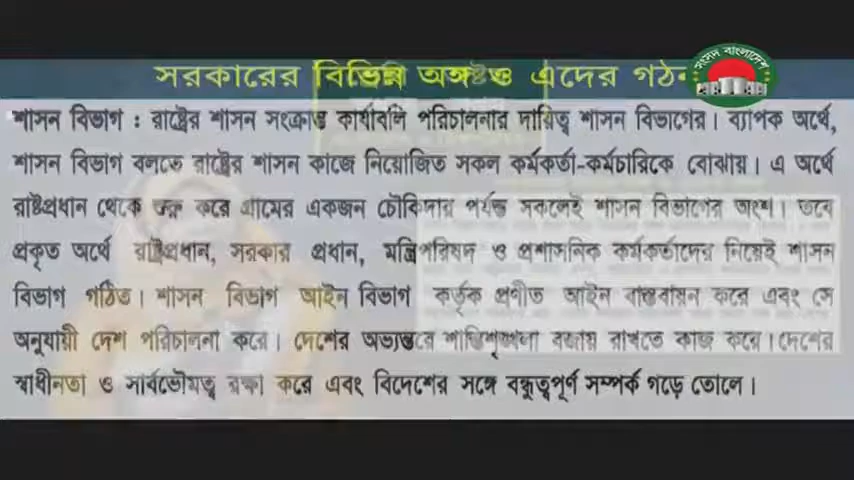 সরকারের বিভিন্ন অঙ্গ ও এদের গঠন
সংসদ বাংলাদেশ
শাসন বিভাগ : রাষ্ট্রের শাসন সংক্রান্ত কার্যাবলি পরিচালনার দায়িত্ব শাসন বিভাগের। ব্যাপক অর্থে,
শাসন বিভাগ বলতে রাষ্ট্রের শাসন কাজে নিয়োজিত সকল কর্মকর্তা-কর্মচারিকে বোঝায়। এ অর্থে
রাষ্টপ্রধান থেকে শুরু করে গ্রামের একজন চৌকিদার পর্যন্ত সকলেই শাসন বিভাগের অংশ। তবে
প্রকৃত অর্থে রাষ্ট্রপ্রধান, সরকার প্রধান, মন্ত্রিপরিষদ ও প্রশাসনিক কর্মকর্তাদের নিয়েই শাসন
বিভাগ গঠিত। শাসন বিভাগ আইন বিভাগ কর্তৃক প্রণীত আইন বাস্তবায়ন করে এবং সে
অনুযায়ী দেশ পরিচালনা করে। দেশের অভ্যন্তরে শান্তিশৃঙ্খলা বজায় রাখতে কাজ করে। দেশের
স্বাধীনতা ও সার্বভৌমত্ব রক্ষা করে এবং বিদেশের সঙ্গে বন্ধুত্বপূর্ণ সম্পর্ক গড়ে তোলে।